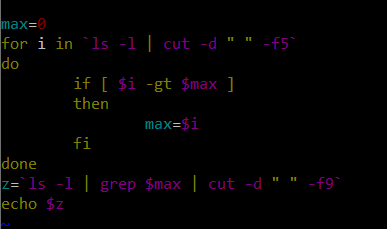 max=0
for i in `ls -l | cut -d " " -f5`
do
        if [ $i -gt $max ]
        then
                max=$i
        fi
done
z=`ls -l | grep $max | cut -d " " -f9`
echo $z
~